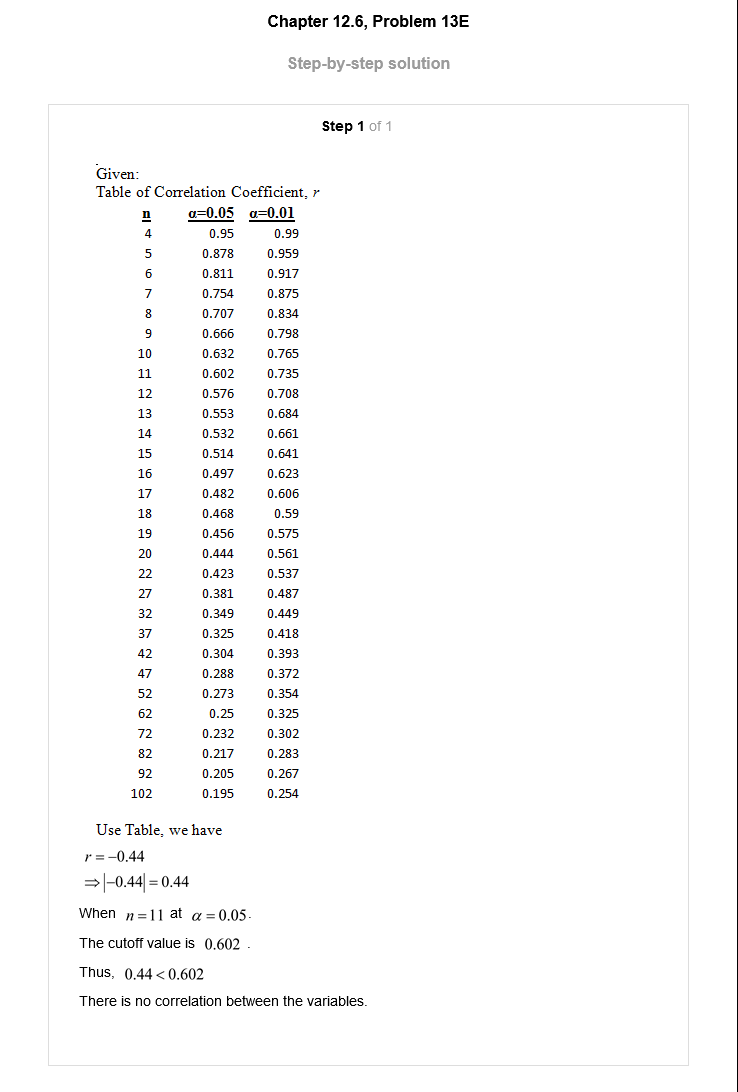 Chapter 12.6, Problem 13E
Step-by-step solution
Step 1 of 1
Given:
Table of Correlation Coefficient, r
n α=0.05 α=0.01
4 0.95 0.99
5 0.878 0.959
6 0.811 0.917
7 0.754 0.875
8 0.707 0.834
9 0.666 0.798
10 0.632 0.765
11 0.602 0.735
12 0.576 0.708
13 0.553 0.684
14 0.532 0.661
15 0.514 0.641
16 0.497 0.623
17 0.482 0.606
18 0.468 0.59
19 0.456 0.575
20 0.444 0.561
22 0.423 0.537
27 0.381 0.487
32 0.349 0.449
37 0.325 0.418
42 0.304 0.393
47 0.288 0.372
52 0.273 0.354
62 0.25 0.325
72 0.232 0.302
82 0.217 0.283
92 0.205 0.267
102 0.195 0.254
Use Table, we have
r = −0.44
⇒|−0.44| = 0.44
When n = 11 at α = 0.05.
The cutoff value is 0.602 .
Thus, 0.44 < 0.602
There is no correlation between the variables.